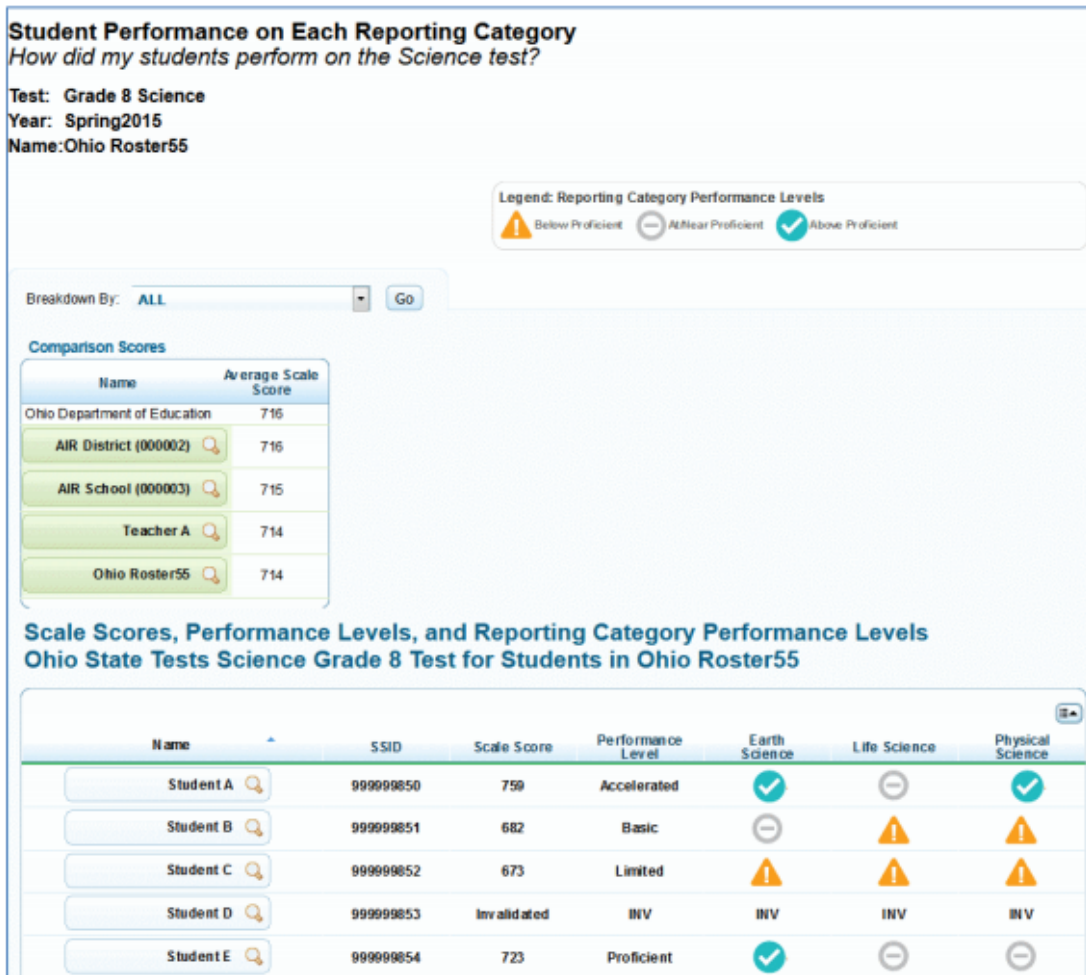 Student Performance on Each Reporting Category
How did my students perform on the Science test?
Test: Grade 8 Science
Year: Spring2015
Name:Ohio Roster55
Legend: Reporting Category Performance Levels
Below Proficient At/Near Proficient Above Proficient
Breakdown By: ALL Go
Comparison Scores
Name Average Scale Score
Ohio Department of Education 716
AIR District (000002) 716
AIR School (000003) 715
Teacher A 714
Ohio Roster55 714
Scale Scores, Performance Levels, and Reporting Category Performance Levels
Ohio State Tests Science Grade 8 Test for Students in Ohio Roster55
Name SSID Scale Score Performance Level Earth Science Life Science Physical Science
Student A 999999850 759 Accelerated
Student B 999999851 682 Basic
Student C 999999852 673 Limited
Student D 999999853 Invalidated INV INV INV INV
Student E 999999854 723 Proficient